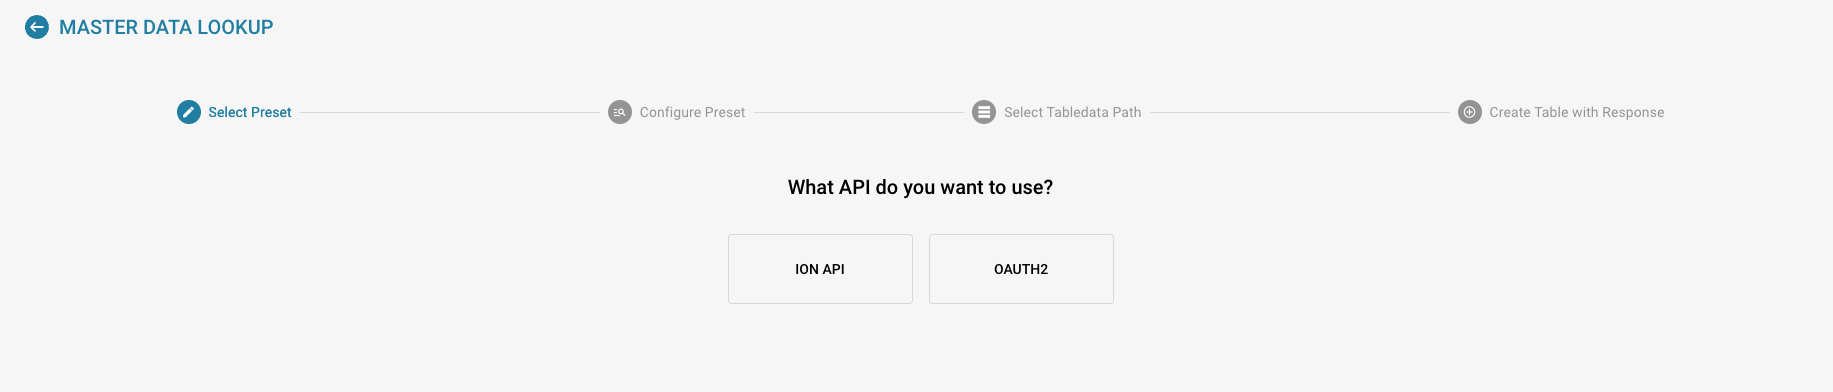 MASTER DATA LOOKUP
Select Preset
Configure Preset
Select Tabledata Path
Create Table with Response
What API do you want to use?
ION API
OAUTH2